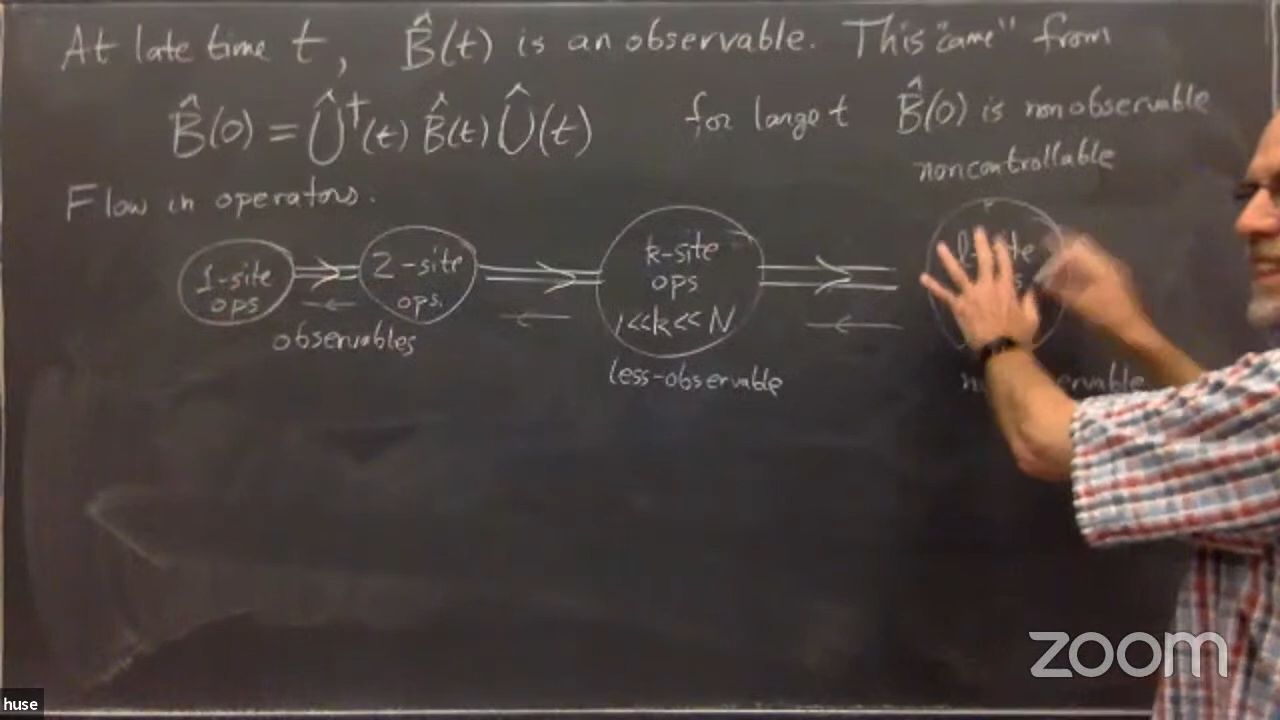 At late time t, B̂(t) is an observable. This "came" from
B̂(0) = Û†(t) B̂(t) Û(t) for large t B̂(0) is nonobservable
noncontrollable
Flow in operators.
1-site
ops
2-site
ops.
k-site
ops
1<<k<<N
observables
less-observable
zoom
huse